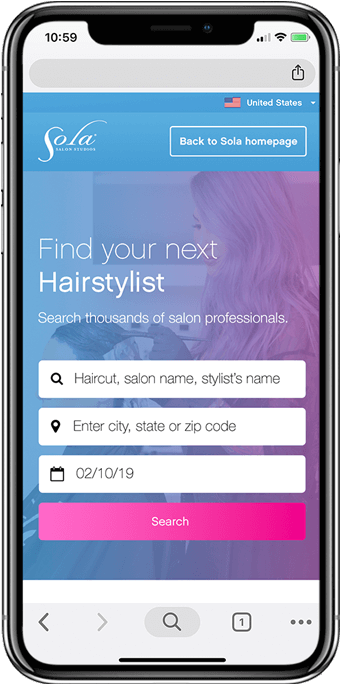 10:59
United States
Sola
SALON STUDIOS
Back to Sola homepage
Find your next
Hairstylist
Search thousands of salon professionals.
Haircut, salon name, stylist's name
Enter city, state or zip code
02/10/19
Search
1